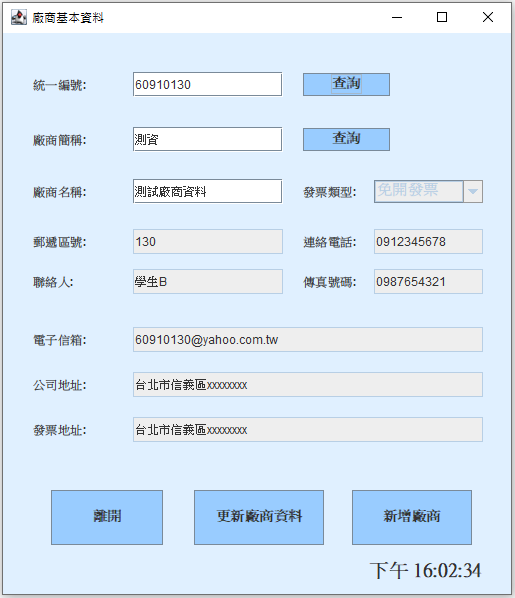 廠商基本資料
統一編號: 60910130 查詢
廠商簡稱: 測資 查詢
廠商名稱: 測試廠商資料 發票類型: 免開發票
郵遞區號: 130 連絡電話: 0912345678
聯絡人: 學生B 傳真號碼: 0987654321
電子信箱: 60910130@yahoo.com.tw
公司地址: 台北市信義區xxxxxxxx
發票地址: 台北市信義區xxxxxxxx
離開 更新廠商資料 新增廠商
下午 16:02:34